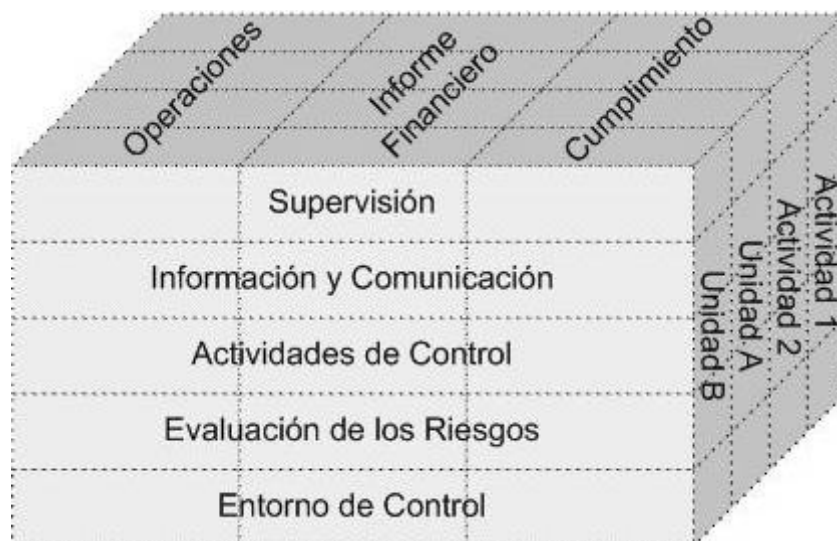 Operaciones
Informe
Financiero
Cumplimiento
Supervisión
Información y Comunicación
Actividades de Control
Evaluación de los Riesgos
Entorno de Control
Unidad B
Unidad A
Actividad 2
Actividad 1